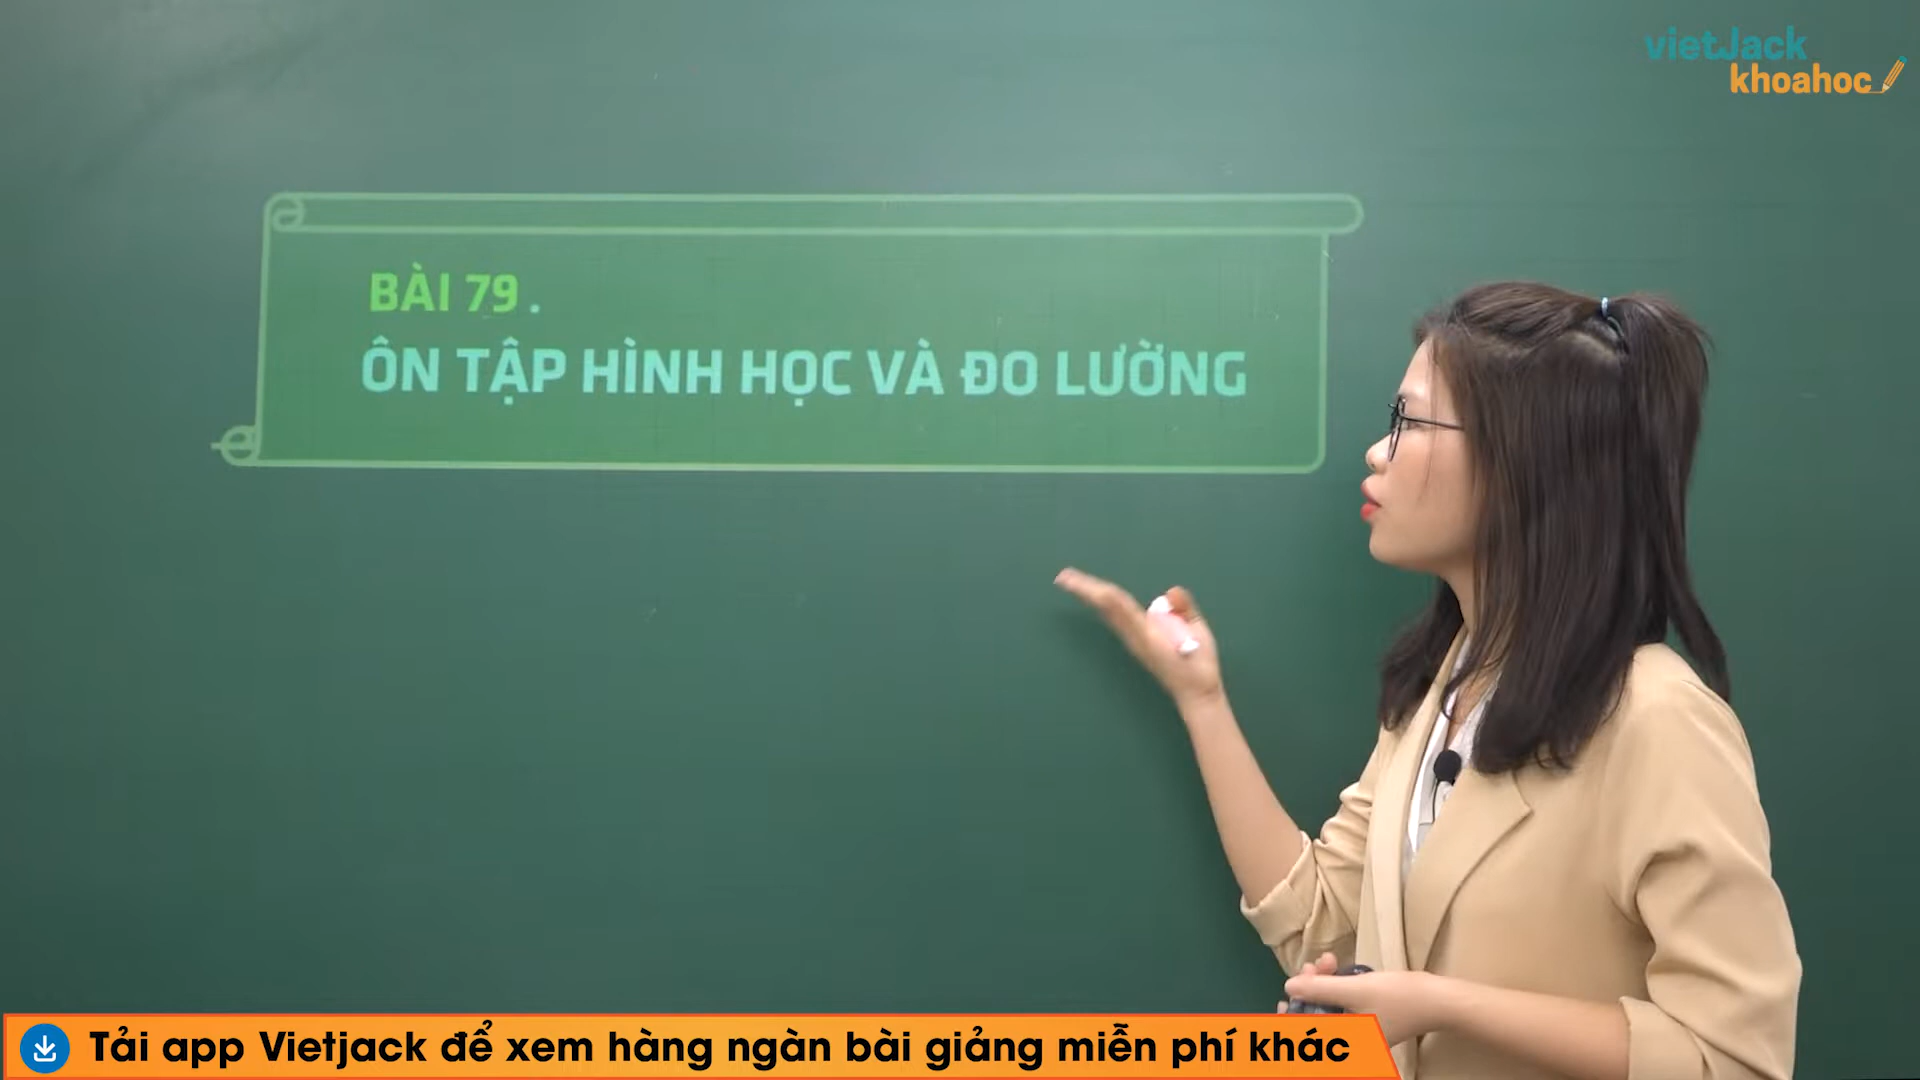 vietJack
khoahoc
BÀI 79 .
ÔN TẬP HÌNH HỌC VÀ ĐO LƯỜNG
Tải app Vietjack để xem hàng ngàn bài giảng miễn phí khác